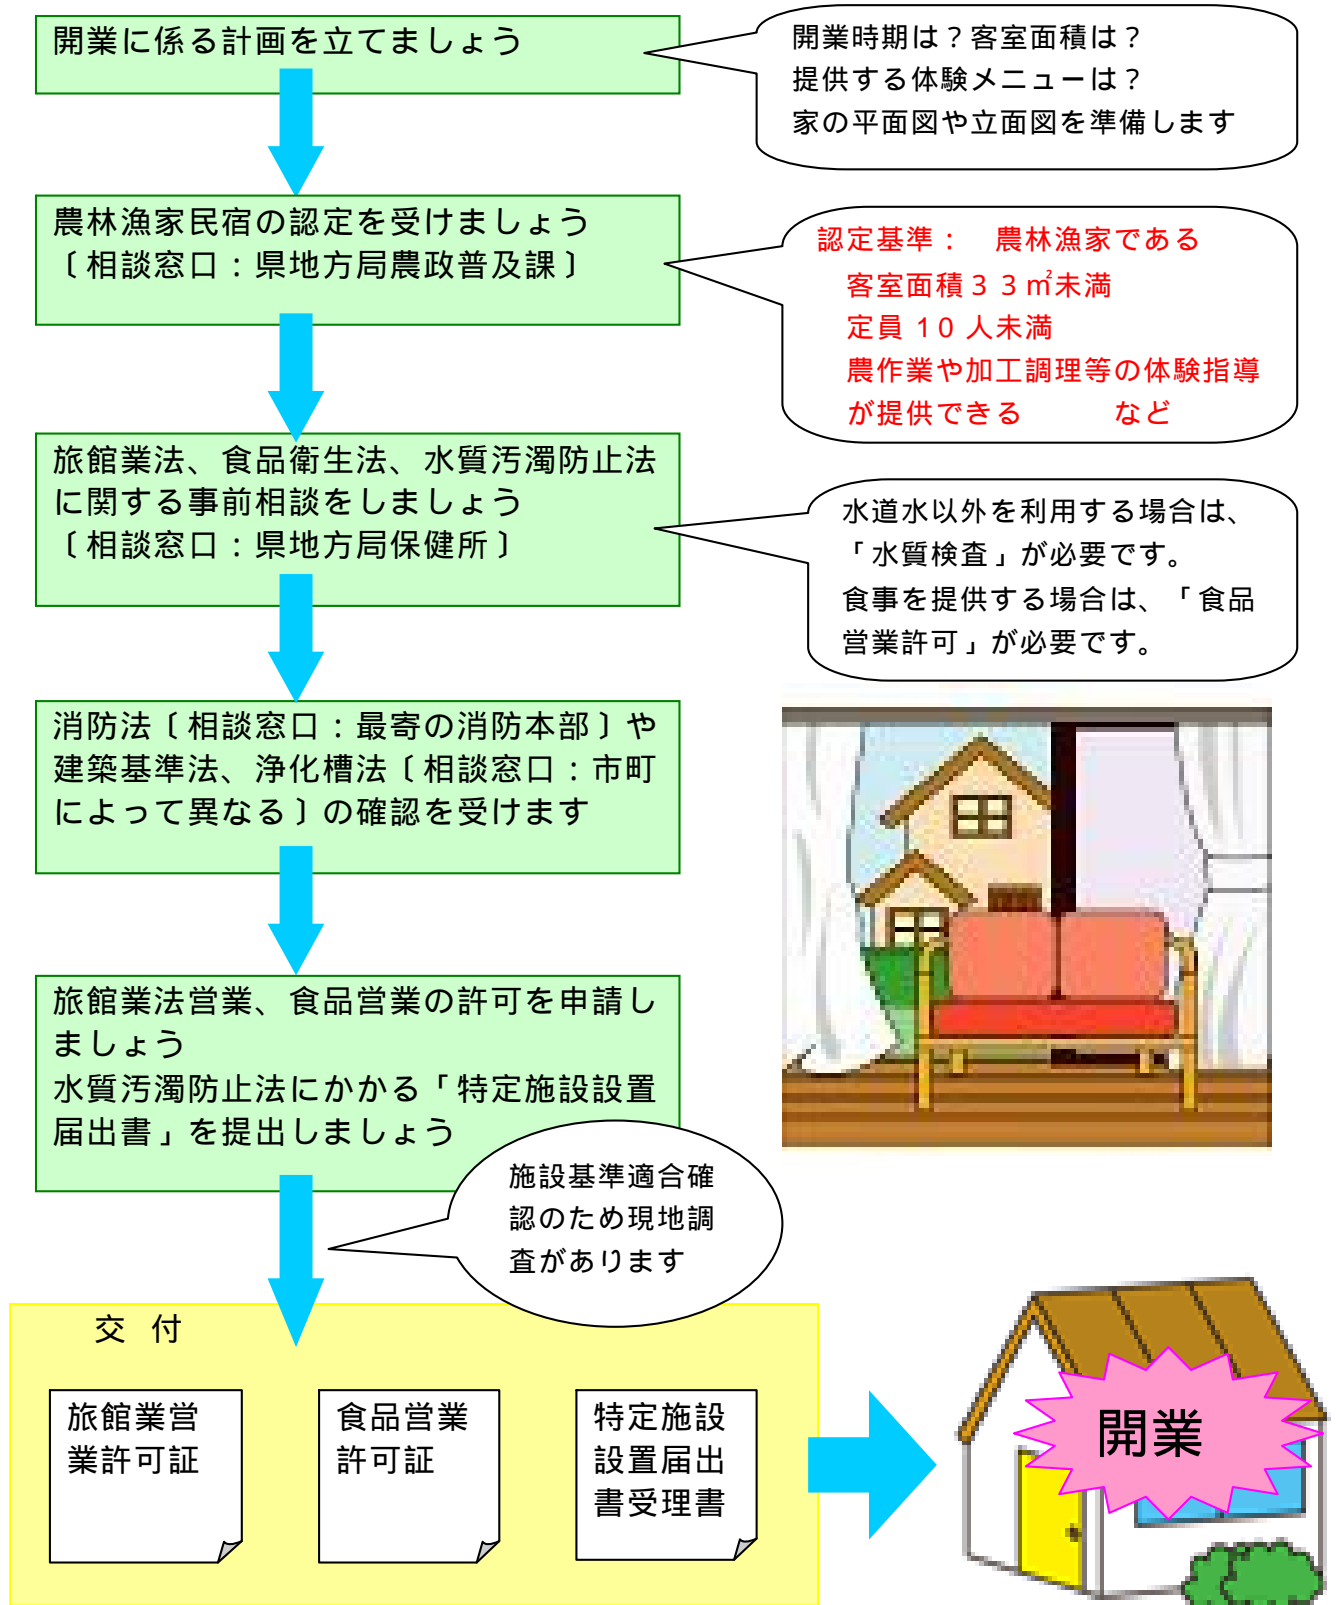 開業に係る計画を立てましょう
開業時期は？客室面積は？
提供する体験メニューは？
家の平面図や立面図を準備します
農林漁家民宿の認定を受けましょう
〔相談窓口：県地方局農政普及課〕
認定基準：　農林漁家である
客室面積３３㎡未満
定員 10 人未満
農作業や加工調理等の体験指導
が提供できる　　　など
旅館業法、食品衛生法、水質汚濁防止法
に関する事前相談をしましょう
〔相談窓口：県地方局保健所〕
水道水以外を利用する場合は、
「水質検査」が必要です。
食事を提供する場合は、「食品
営業許可」が必要です。
消防法〔相談窓口：最寄の消防本部〕や
建築基準法、浄化槽法〔相談窓口：市町
によって異なる〕の確認を受けます
旅館業法営業、食品営業の許可を申請し
ましょう
水質汚濁防止法にかかる「特定施設設置
届出書」を提出しましょう
施設基準適合確
認のため現地調
査があります
交 付
旅館業営
業許可証
食品営業
許可証
特定施設
設置届出
書受理書
開業